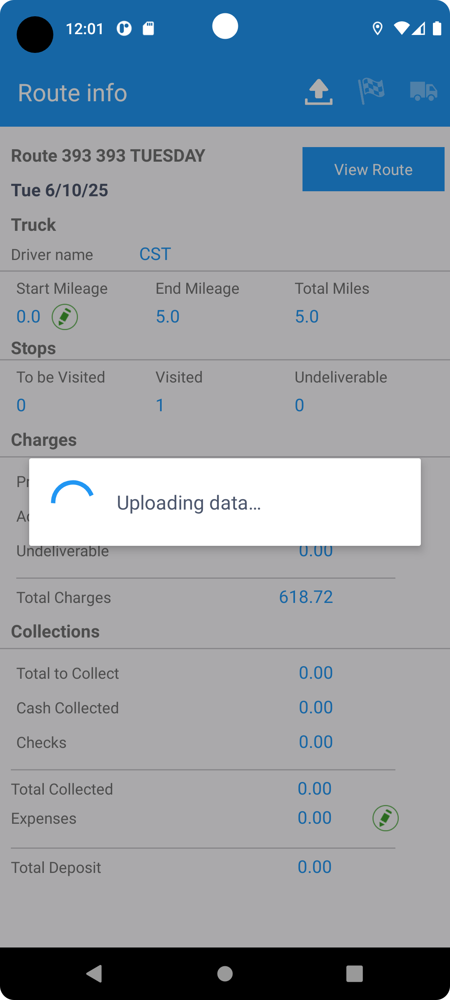 12:01
Route info
Route 393 393 TUESDAY
View Route
Tue 6/10/25
Truck
Driver name CST
Start Mileage End Mileage Total Miles
0.0 5.0 5.0
Stops
To be Visited Visited Undeliverable
0 1 0
Charges
Uploading data...
Undeliverable 0.00
Total Charges 618.72
Collections
Total to Collect 0.00
Cash Collected 0.00
Checks 0.00
Total Collected 0.00
Expenses 0.00
Total Deposit 0.00